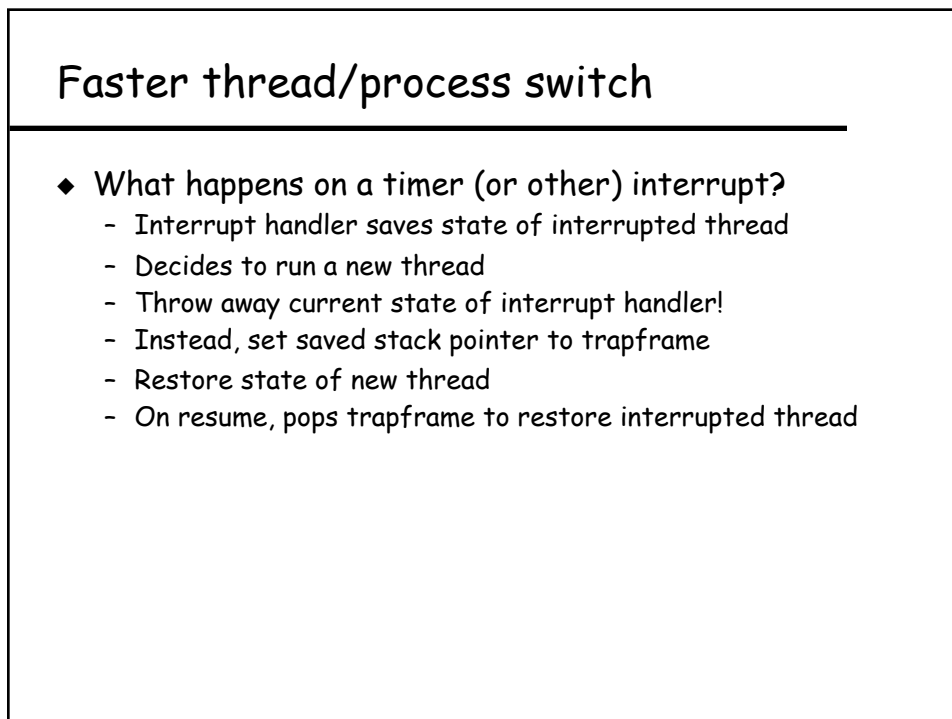 Faster thread/process switch
◆ What happens on a timer (or other) interrupt?
– Interrupt handler saves state of interrupted thread
– Decides to run a new thread
– Throw away current state of interrupt handler!
– Instead, set saved stack pointer to trapframe
– Restore state of new thread
– On resume, pops trapframe to restore interrupted thread